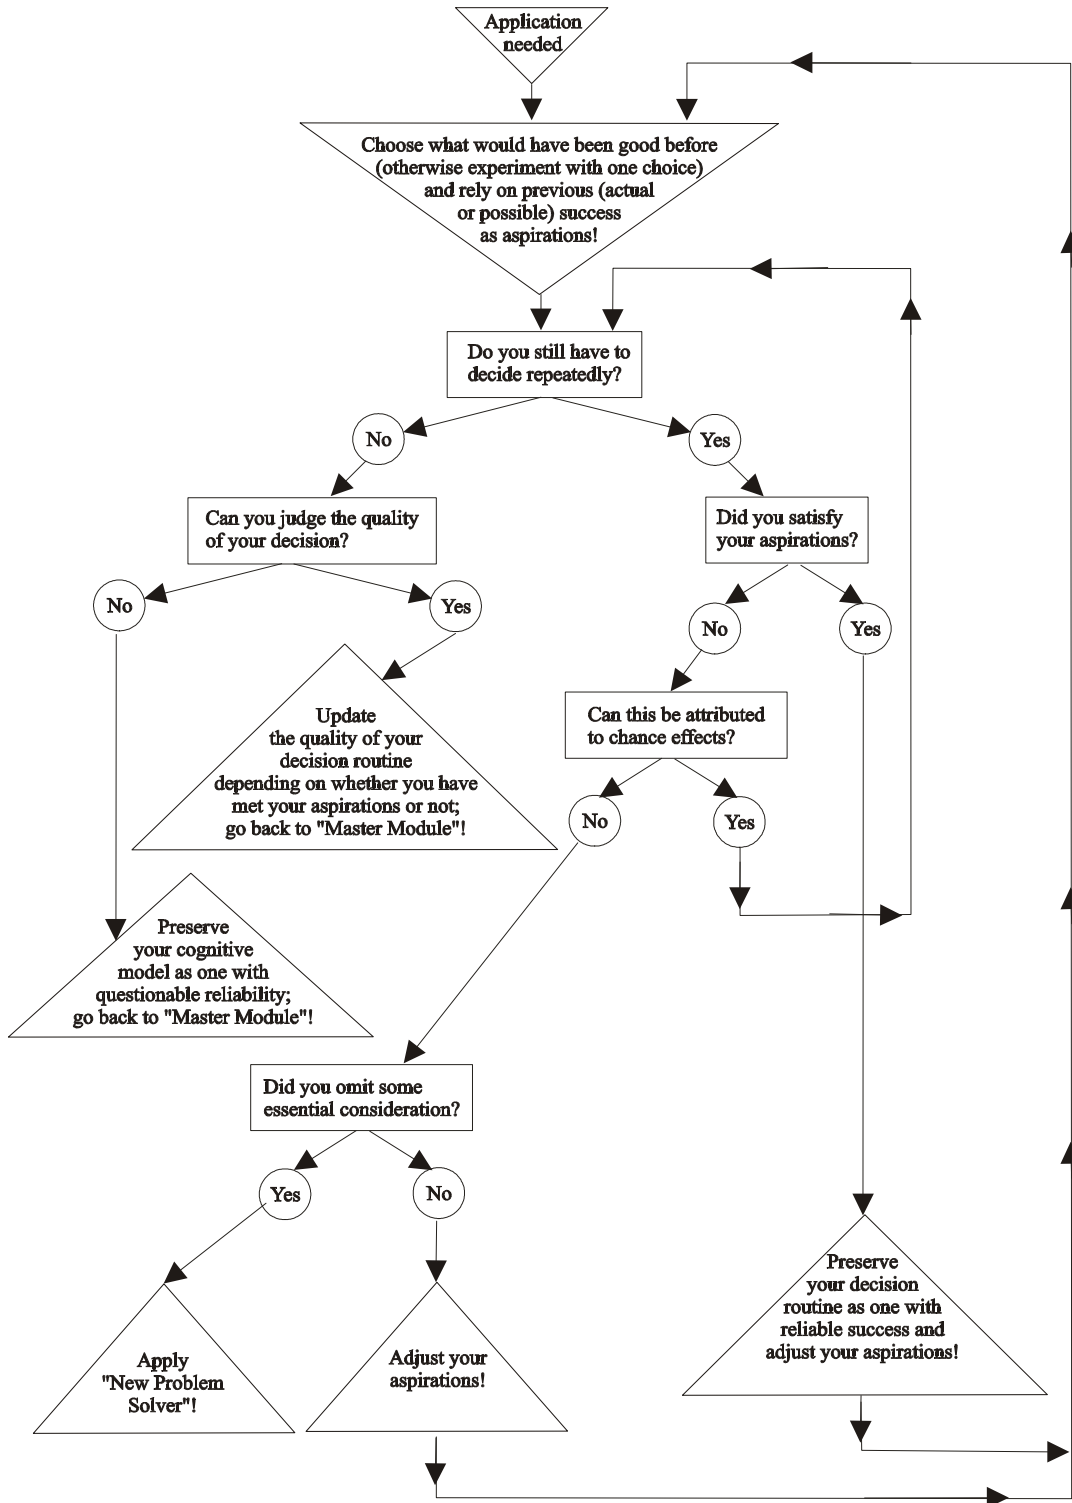 Application
needed
Choose what would have been good before
(otherwise experiment with one choice)
and rely on previous (actual
or possible) success
as aspirations!
Do you still have to
decide repeatedly?
No
Yes
Can you judge the quality
of your decision?
Did you satisfy
your aspirations?
No
Yes
No
Yes
Update
the quality of your
decision routine
depending on whether you have
met your aspirations or not;
go back to "Master Module"!
Can this be attributed
to chance effects?
No
Yes
Preserve
your cognitive
model as one with
questionable reliability;
go back to "Master Module"!
Did you omit some
essential consideration?
Yes
No
Apply
"New Problem
Solver"!
Adjust your
aspirations!
Preserve
your decision
routine as one with
reliable success and
adjust your aspirations!